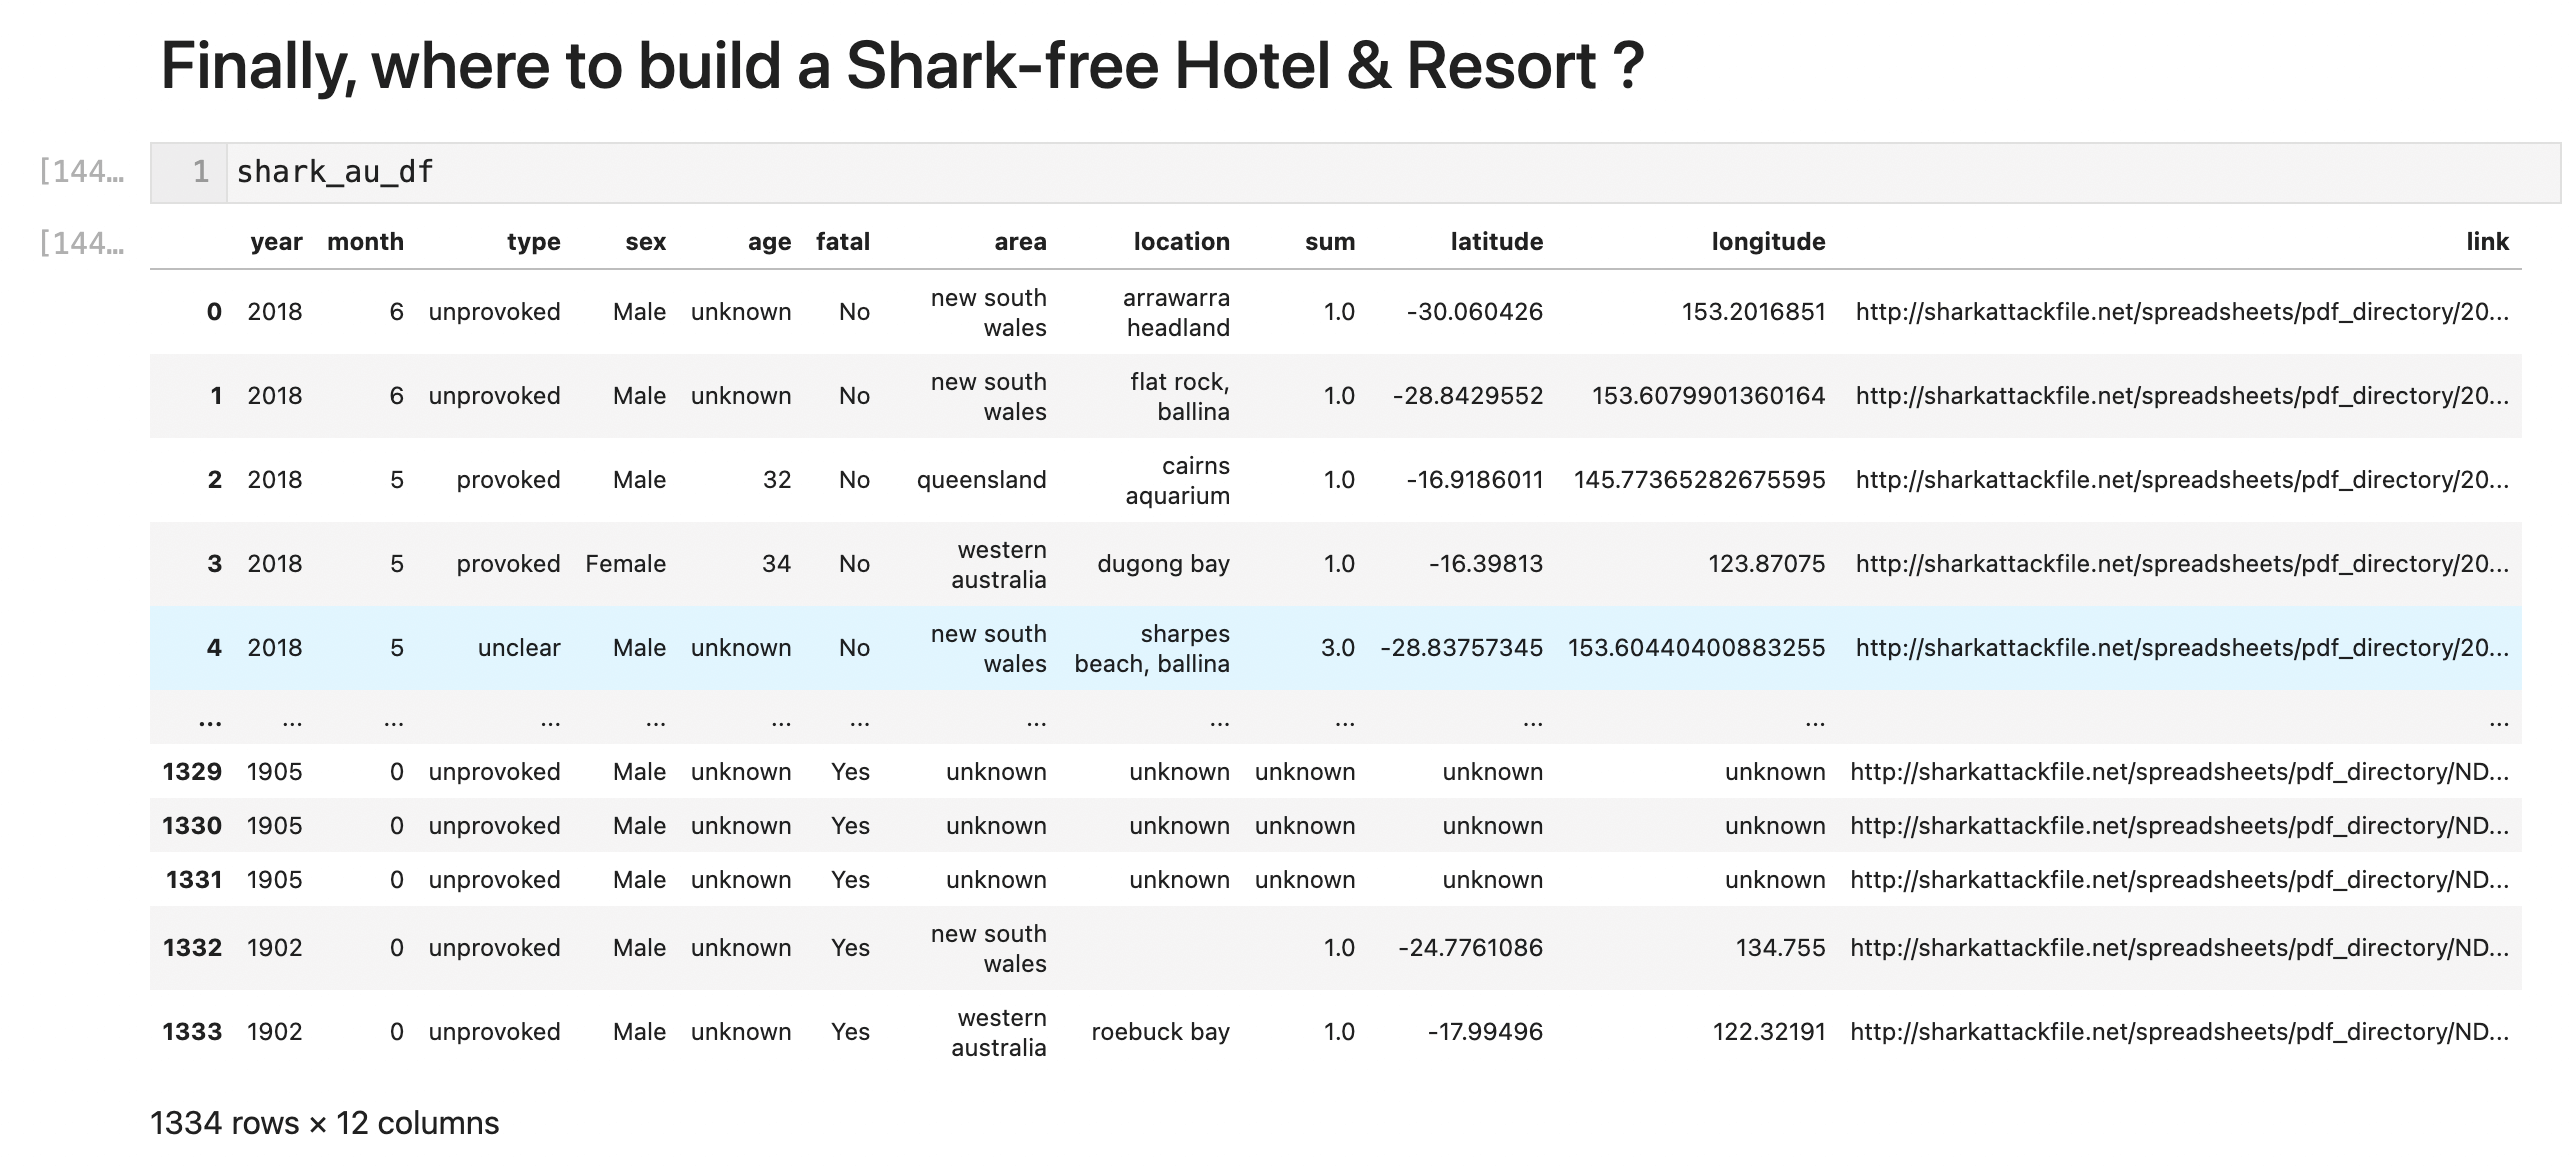 Finally, where to build a Shark-free Hotel & Resort ?
[144…
1 shark_au_df
[144…
year month type sex age fatal area location sum latitude longitude link
0 2018 6 unprovoked Male unknown No new south wales arrawarra headland 1.0 -30.060426 153.2016851 http://sharkattackfile.net/spreadsheets/pdf_directory/20...
1 2018 6 unprovoked Male unknown No new south wales flat rock, ballina 1.0 -28.8429552 153.6079901360164 http://sharkattackfile.net/spreadsheets/pdf_directory/20...
2 2018 5 provoked Male 32 No queensland cairns aquarium 1.0 -16.9186011 145.77365282675595 http://sharkattackfile.net/spreadsheets/pdf_directory/20...
3 2018 5 provoked Female 34 No western australia dugong bay 1.0 -16.39813 123.87075 http://sharkattackfile.net/spreadsheets/pdf_directory/20...
4 2018 5 unclear Male unknown No new south wales sharpes beach, ballina 3.0 -28.83757345 153.60440400883255 http://sharkattackfile.net/spreadsheets/pdf_directory/20...
... ... ... ... ... ... ... ... ... ... ... ... ...
1329 1905 0 unprovoked Male unknown Yes unknown unknown unknown unknown unknown http://sharkattackfile.net/spreadsheets/pdf_directory/ND...
1330 1905 0 unprovoked Male unknown Yes unknown unknown unknown unknown unknown http://sharkattackfile.net/spreadsheets/pdf_directory/ND...
1331 1905 0 unprovoked Male unknown Yes unknown unknown unknown unknown unknown http://sharkattackfile.net/spreadsheets/pdf_directory/ND...
1332 1902 0 unprovoked Male unknown Yes new south wales 1.0 -24.7761086 134.755 http://sharkattackfile.net/spreadsheets/pdf_directory/ND...
1333 1902 0 unprovoked Male unknown Yes western australia roebuck bay 1.0 -17.99496 122.32191 http://sharkattackfile.net/spreadsheets/pdf_directory/ND...
1334 rows × 12 columns